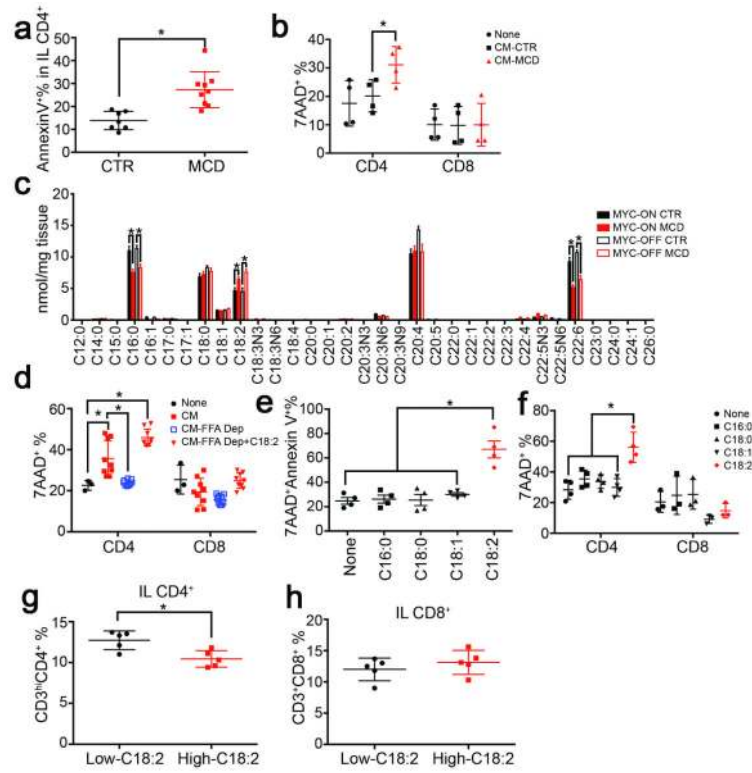 a
AnnexinV⁺% in IL CD4⁺
50
40
30
20
10
0
*
CTR MCD
b
7AAD⁺ %
40
30
20
10
0
*
CD4 CD8
None
CM-CTR
CM-MCD
c
nmol/mg tissue
20
15
10
5
0
* * * * * *
MYC-ON CTR
MYC-ON MCD
MYC-OFF CTR
MYC-OFF MCD
C12:0
C14:0
C15:0
C16:0
C16:1
C17:0
C17:1
C18:0
C18:1
C18:2
C18:3N3
C18:3N6
C18:4
C20:0
C20:1
C20:2
C20:3N3
C20:3N6
C20:3N9
C20:4
C20:5
C22:0
C22:1
C22:2
C22:3
C22:4
C22:5N3
C22:5N6
C22:6
C23:0
C24:0
C24:1
C26:0
d
7AAD⁺ %
60
40
20
0
* * *
CD4 CD8
None
CM
CM-FFA Dep
CM-FFA Dep+C18:2
e
7AAD⁺Annexin V⁺%
100
80
60
40
20
0
*
None
C16:0
C18:0
C18:1
C18:2
f
7AAD⁺ %
80
60
40
20
0
*
CD4 CD8
None
C16:0
C18:0
C18:1
C18:2
g
IL CD4⁺
CD3ʰⁱCD4⁺ %
15
10
5
0
*
Low-C18:2 High-C18:2
h
IL CD8⁺
CD3⁺CD8⁺ %
20
15
10
5
0
Low-C18:2 High-C18:2